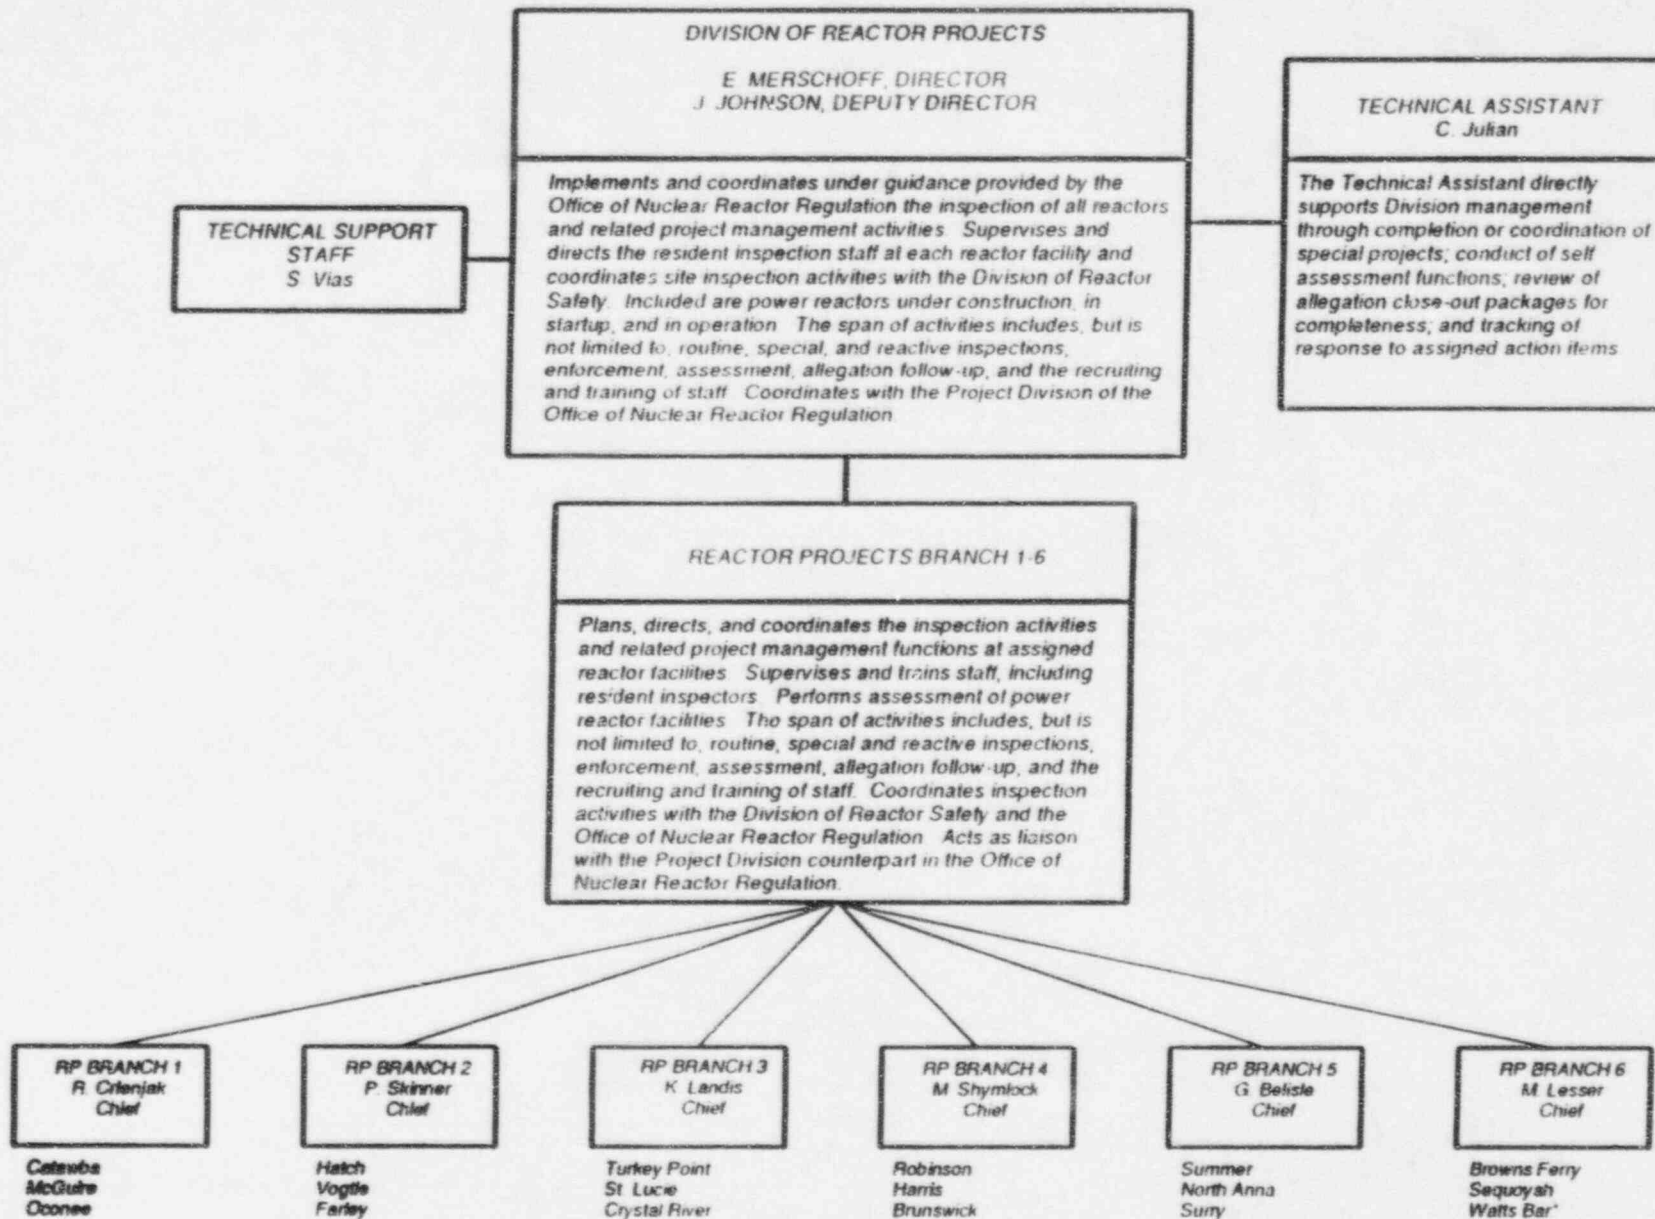 DIVISION OF REACTOR PROJECTS
E. MERSCHOFF, DIRECTOR
J. JOHNSON, DEPUTY DIRECTOR
Implements and coordinates under guidance provided by the
Office of Nuclear Reactor Regulation the inspection of all reactors
and related project management activities. Supervises and
directs the resident inspection staff at each reactor facility and
coordinates site inspection activities with the Division of Reactor
Safety. Included are power reactors under construction, in
startup, and in operation. The span of activities includes, but is
not limited to, routine, special, and reactive inspections,
enforcement, assessment, allegation follow-up, and the recruiting
and training of staff. Coordinates with the Project Division of the
Office of Nuclear Reactor Regulation.
TECHNICAL SUPPORT
STAFF
S. Vias
TECHNICAL ASSISTANT
C. Julian
The Technical Assistant directly
supports Division management
through completion or coordination of
special projects; conduct of self
assessment functions; review of
allegation close-out packages for
completeness; and tracking of
response to assigned action items.
REACTOR PROJECTS BRANCH 1-6
Plans, directs, and coordinates the inspection activities
and related project management functions at assigned
reactor facilities. Supervises and trains staff, including
resident inspectors. Performs assessment of power
reactor facilities. The span of activities includes, but is
not limited to, routine, special and reactive inspections,
enforcement, assessment, allegation follow-up, and the
recruiting and training of staff. Coordinates inspection
activities with the Division of Reactor Safety and the
Office of Nuclear Reactor Regulation. Acts as liaison
with the Project Division counterpart in the Office of
Nuclear Reactor Regulation.
RP BRANCH 1
R. Crlenjak
Chief
Catawba
McGuire
Oconee
RP BRANCH 2
P. Skinner
Chief
Hatch
Vogtle
Farley
RP BRANCH 3
K. Landis
Chief
Turkey Point
St. Lucie
Crystal River
RP BRANCH 4
M. Shymlock
Chief
Robinson
Harris
Brunswick
RP BRANCH 5
G. Belisle
Chief
Summer
North Anna
Surry
RP BRANCH 6
M. Lesser
Chief
Browns Ferry
Sequoyah
Watts Bar*